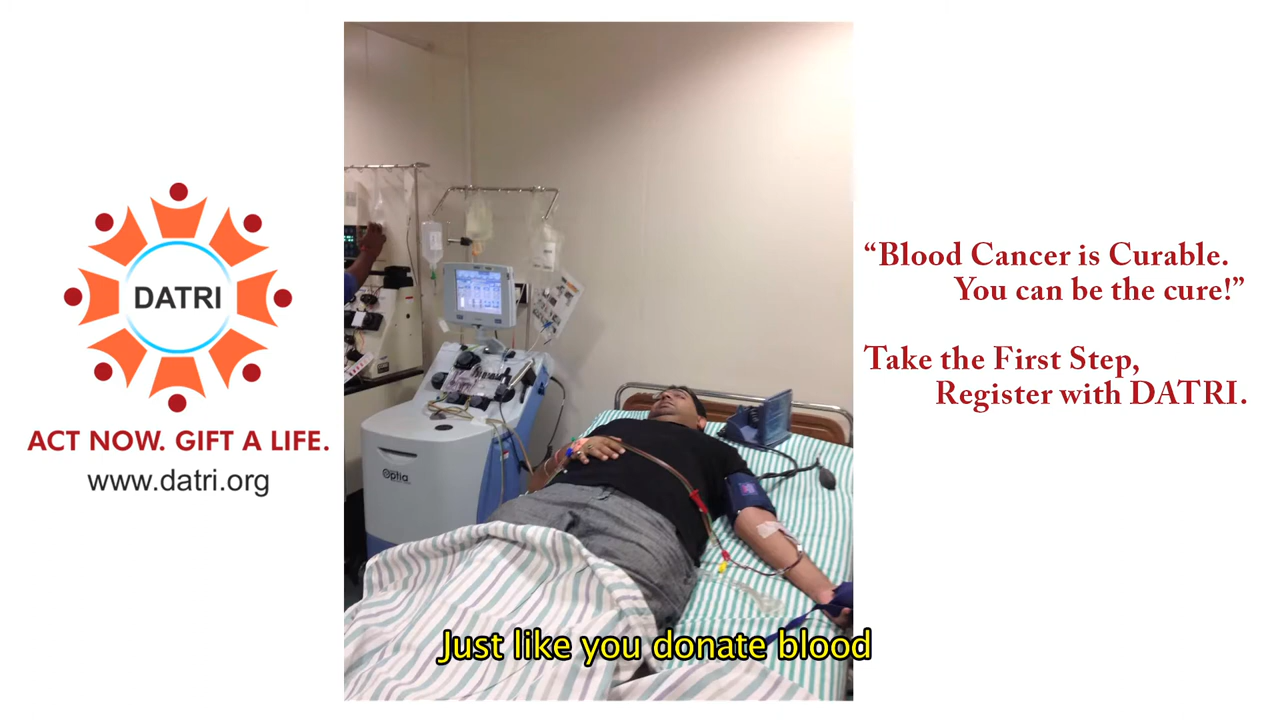 DATRI
ACT NOW. GIFT A LIFE.
www.datri.org
“Blood Cancer is Curable.
You can be the cure!”
Take the First Step,
Register with DATRI.
Optia
Just like you donate blood